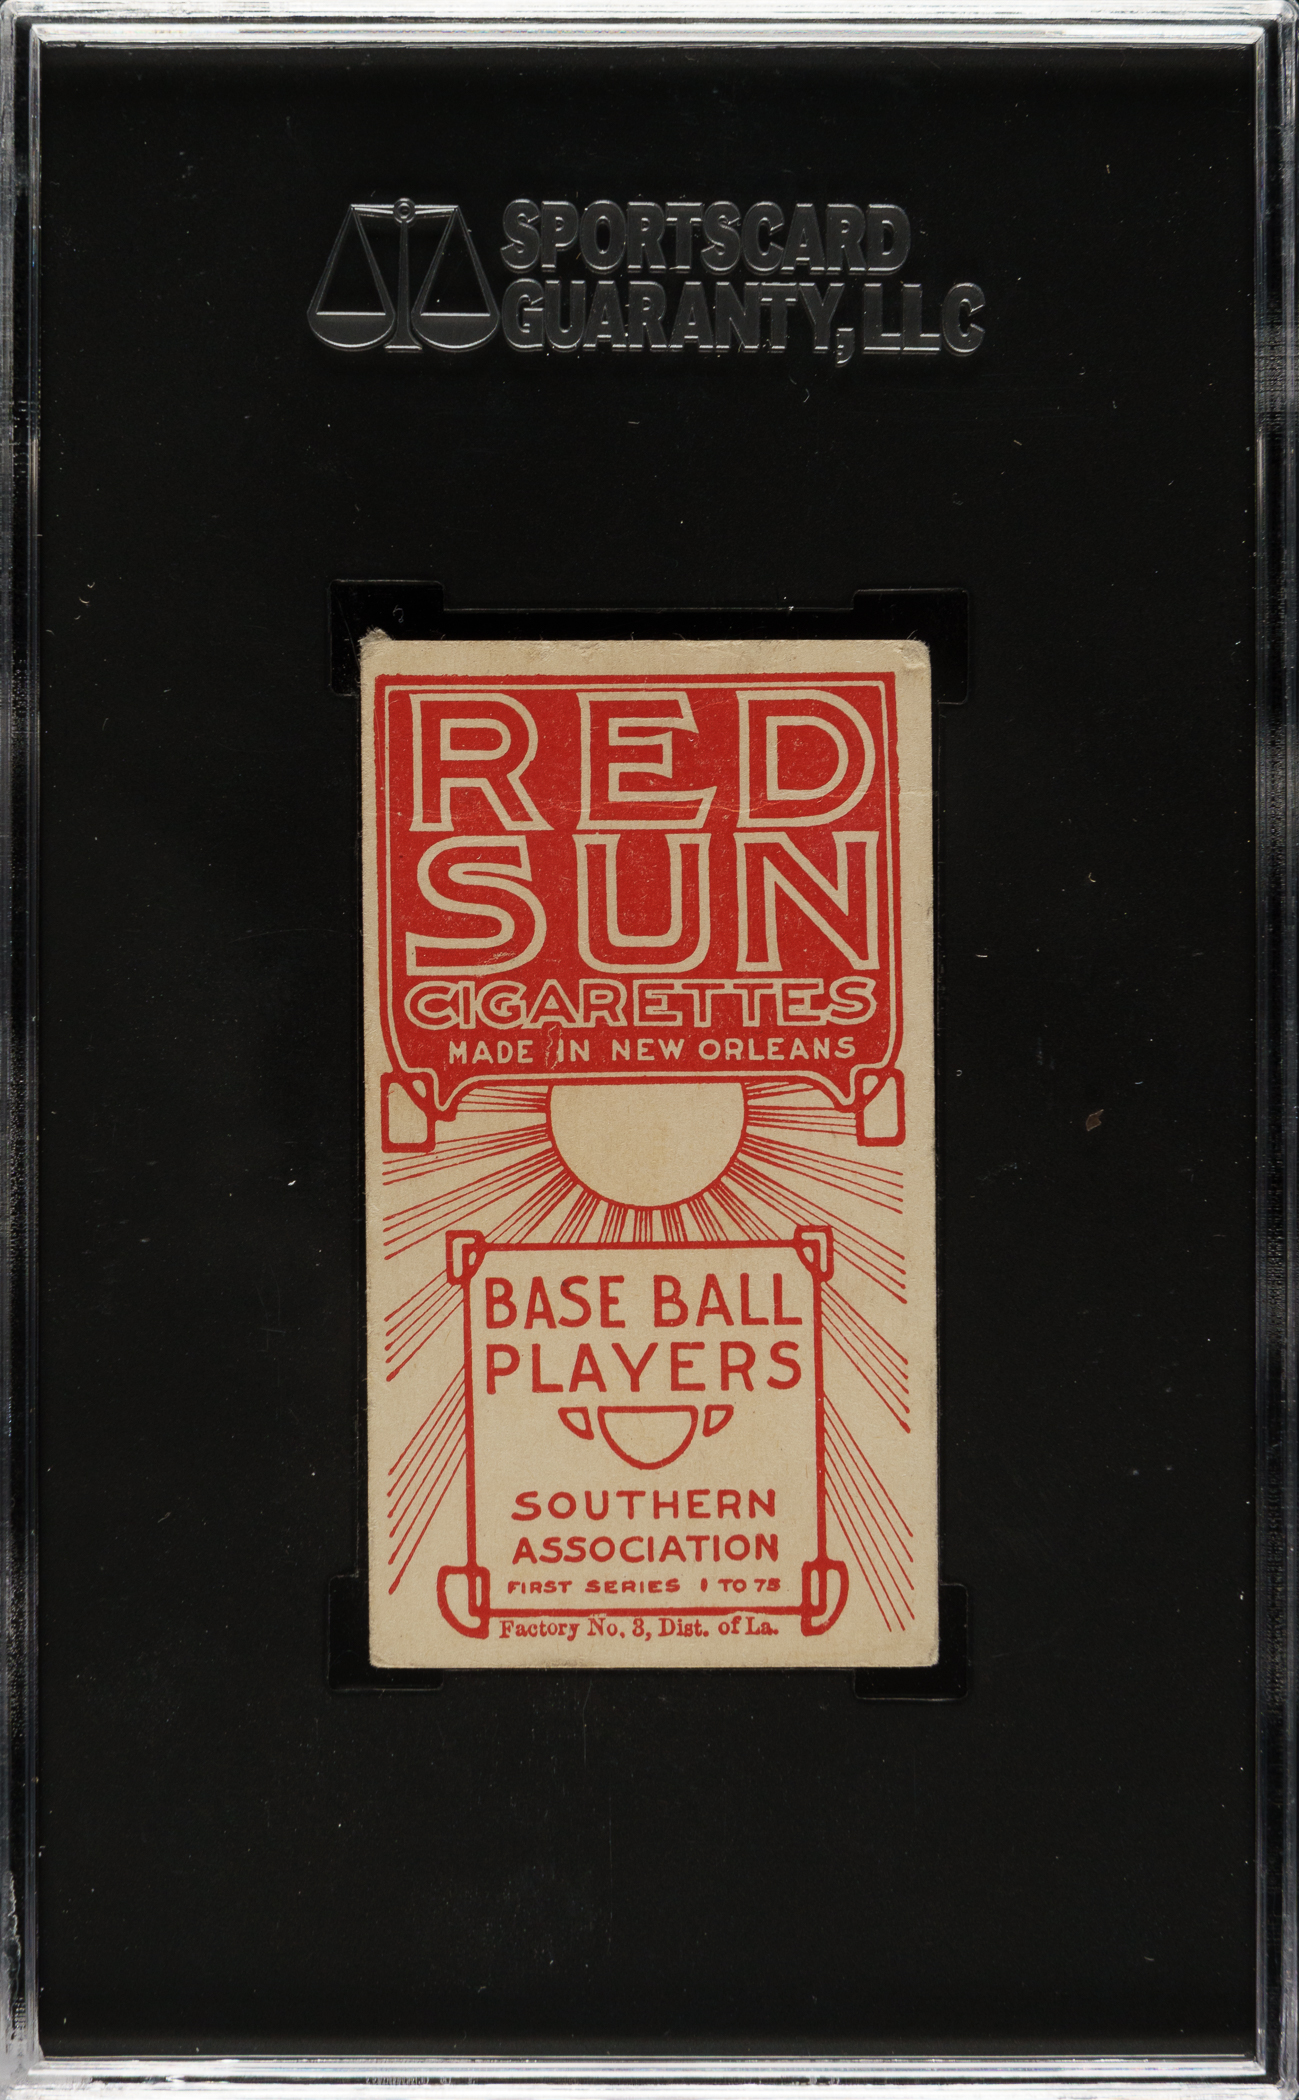 SPORTSCARD
GUARANTY, LLC
RED
SUN
CIGARETTES
MADE IN NEW ORLEANS
BASE BALL
PLAYERS
SOUTHERN
ASSOCIATION
FIRST SERIES 1 TO 75
Factory No. 3, Dist. of La.